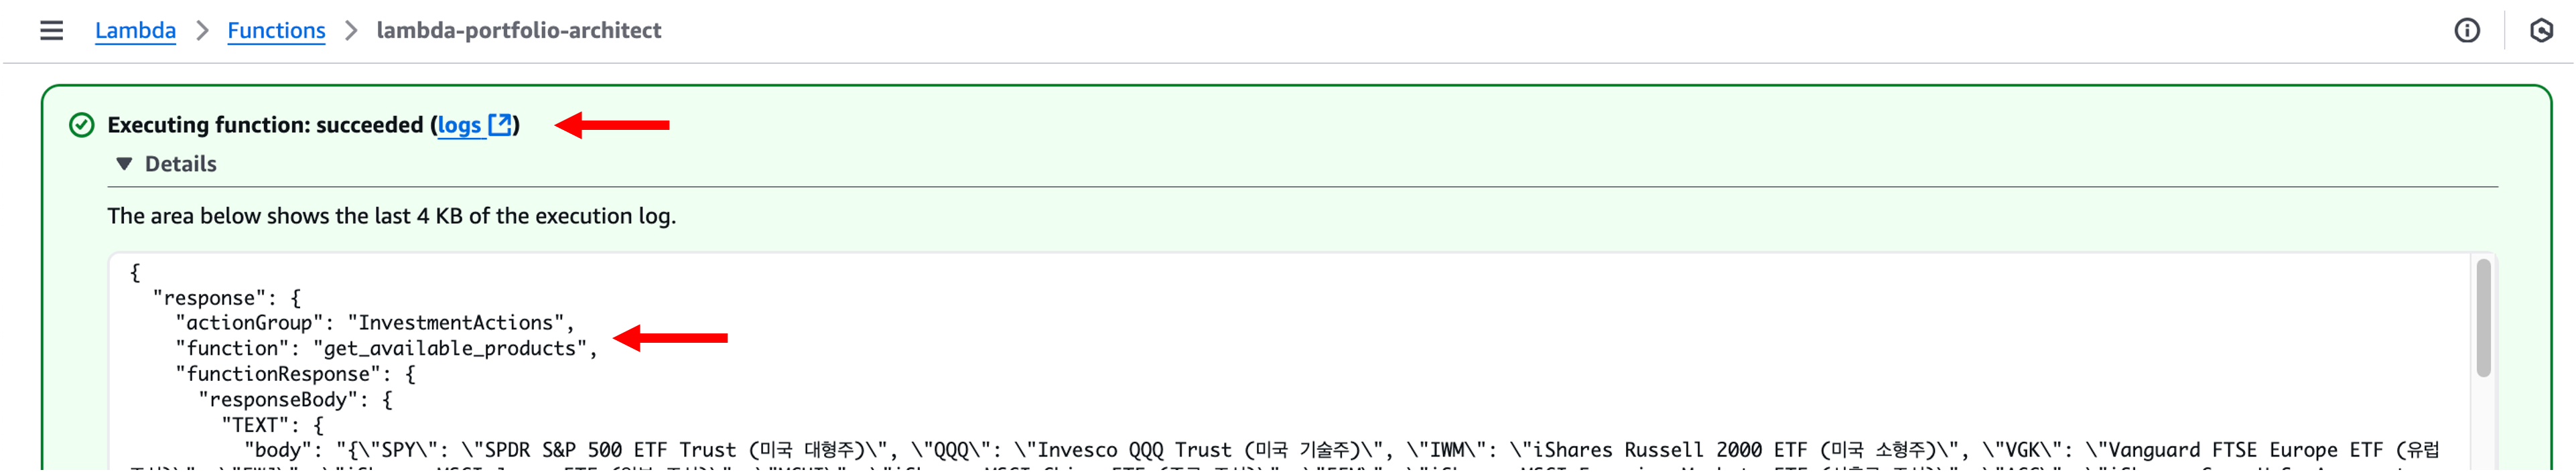 Lambda > Functions > lambda-portfolio-architect
Executing function: succeeded (logs)
▼ Details
The area below shows the last 4 KB of the execution log.
{
"response": {
"actionGroup": "InvestmentActions",
"function": "get_available_products",
"functionResponse": {
"responseBody": {
"TEXT": {
"body": "{\"SPY\": \"SPDR S&P 500 ETF Trust (미국 대형주)\", \"QQQ\": \"Invesco QQQ Trust (미국 기술주)\", \"IWM\": \"iShares Russell 2000 ETF (미국 소형주)\", \"VGK\": \"Vanguard FTSE Europe ETF (유럽